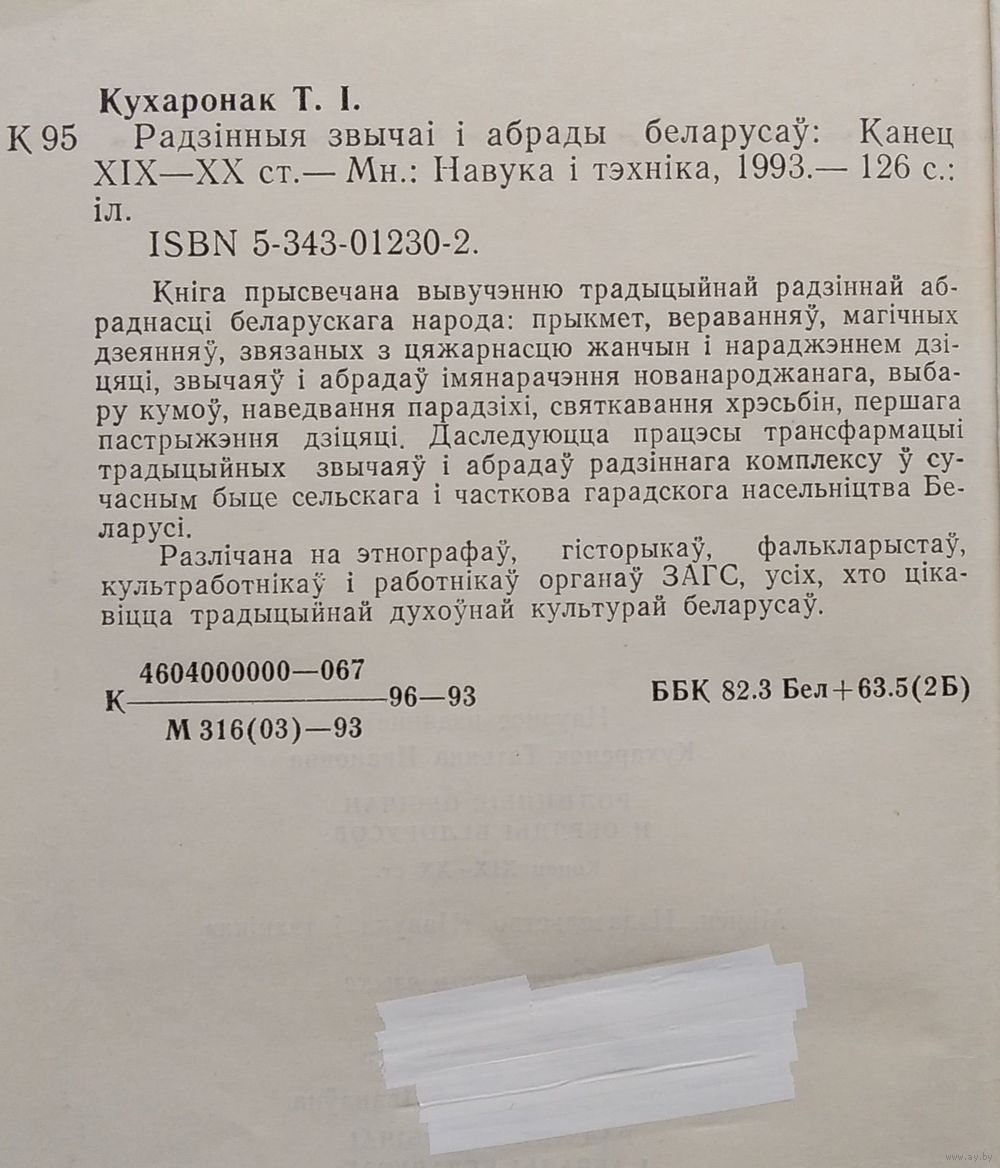 Кухаронак Т. І.
К 95 Радзінныя звычаі і абрады беларусаў: Канец
XIX—XX ст.— Мн.: Навука і тэхніка, 1993.— 126 с.:
іл.
ISBN 5-343-01230-2.
Кніга прысвечана вывучэнню традыцыйнай радзіннай аб-
раднасці беларускага народа: прыкмет, вераванняў, магічных
дзеянняў, звязаных з цяжарнасцю жанчын і нараджэннем дзі-
цяці, звычаяў і абрадаў імянарачэння нованароджанага, выба-
ру кумоў, наведвання парадзіхі, святкавання хрэсьбін, першага
пастрыжэння дзіцяці. Даследуюцца працэсы трансфармацыі
традыцыйных звычаяў і абрадаў радзіннага комплексу ў су-
часным быце сельскага і часткова гарадскога насельніцтва Бе-
ларусі.
Разлічана на этнографаў, гісторыкаў, фалькларыстаў,
культработнікаў і работнікаў органаў ЗАГС, усіх, хто ціка-
віцца традыцыйнай духоўнай культурай беларусаў.
4604000000—067
К 96—93 ББК 82.3 Бел+63.5(2Б)
М 316(03)—93
www.ay.by